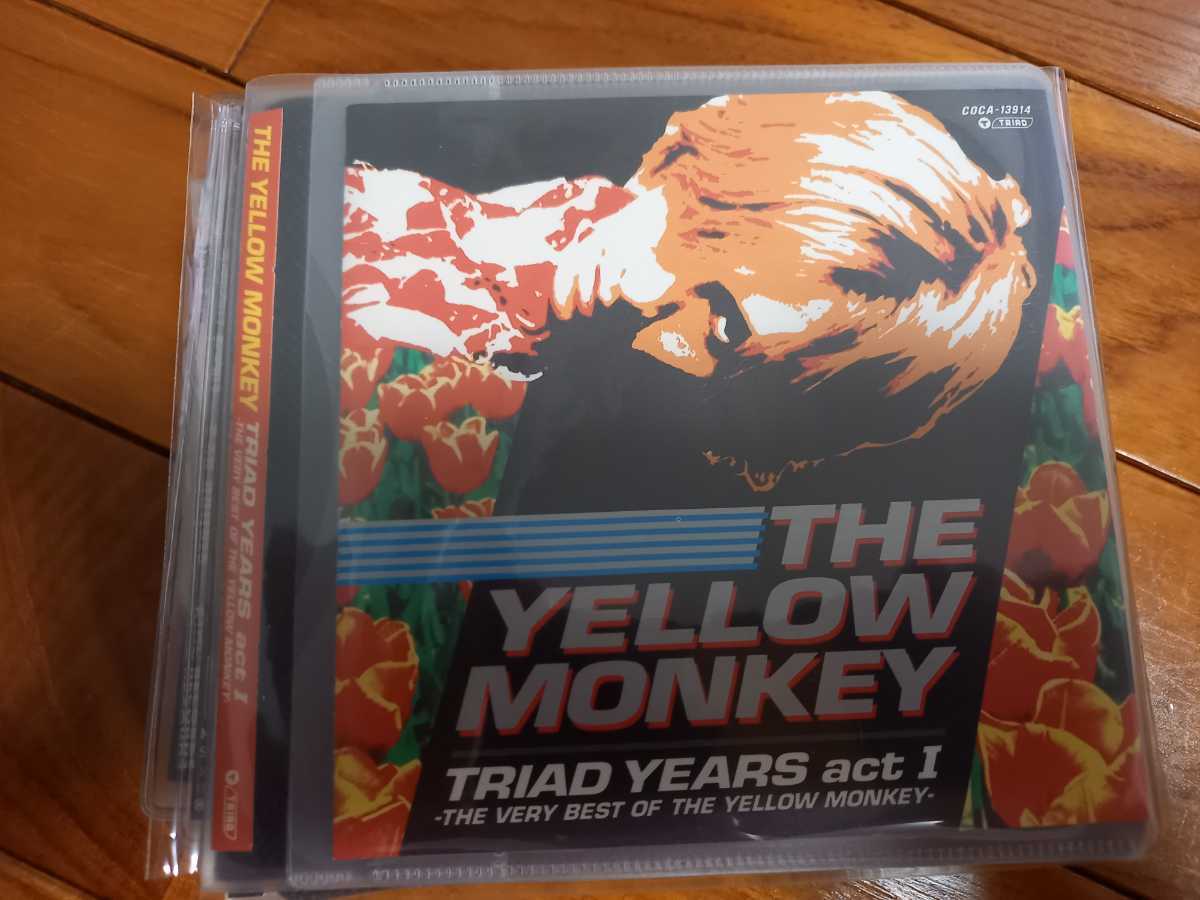 COCA-13914
TRIAD
THE YELLOW MONKEY TRIAD YEARS act I
-THE VERY BEST OF THE YELLOW MONKEY-
TRIAD
THE
YELLOW
MONKEY
TRIAD YEARS act I
-THE VERY BEST OF THE YELLOW MONKEY-